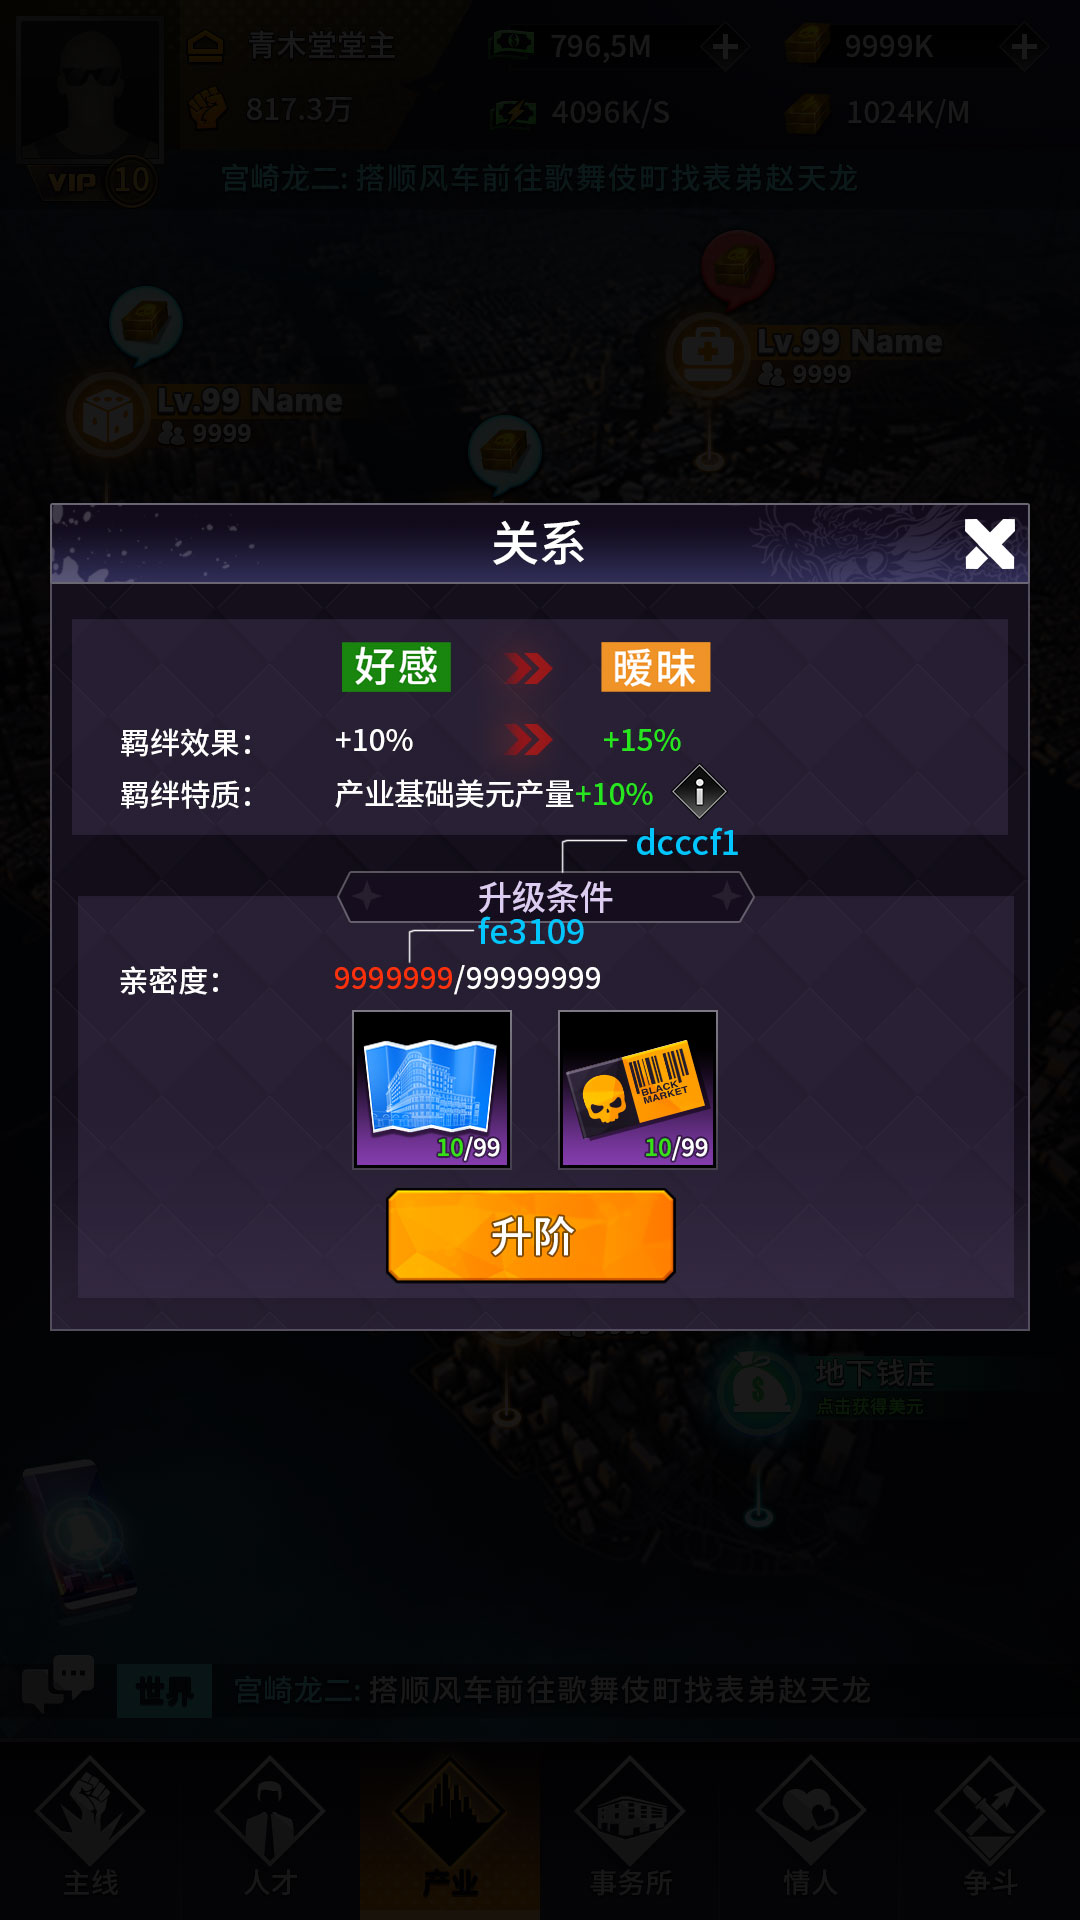 青木堂堂主
796,5M
9999K
817.3万
4096K/S
1024K/M
VIP 10
宫崎龙二: 搭顺风车前往歌舞伎町找表弟赵天龙
Lv.99 Name
9999
Lv.99 Name
9999
关系
好感
暧昧
羁绊效果:
+10%
+15%
羁绊特质:
产业基础美元产量+10%
dcccf1
升级条件
fe3109
亲密度:
9999999/99999999
BLACK
MARKET
10/99
10/99
升阶
地下钱庄
点击获得美元
世界
宫崎龙二: 搭顺风车前往歌舞伎町找表弟赵天龙
主线
人才
产业
事务所
情人
争斗